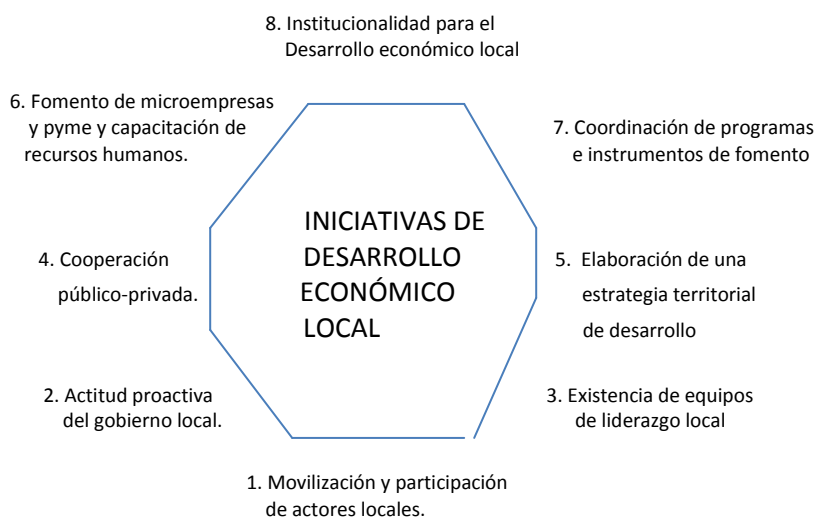 8. Institucionalidad para el
Desarrollo económico local
6. Fomento de microempresas
y pyme y capacitación de
recursos humanos.
7. Coordinación de programas
e instrumentos de fomento
INICIATIVAS DE
DESARROLLO
ECONÓMICO
LOCAL
4. Cooperación
público-privada.
5. Elaboración de una
estrategia territorial
de desarrollo
2. Actitud proactiva
del gobierno local.
3. Existencia de equipos
de liderazgo local
1. Movilización y participación
de actores locales.